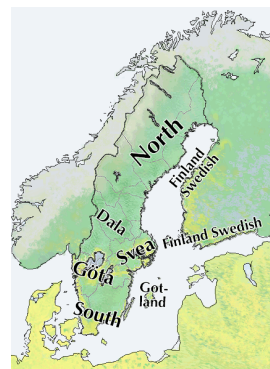 North
Finland
Swedish
Dala
Svea
Finland Swedish
Göta
Got-
land
South